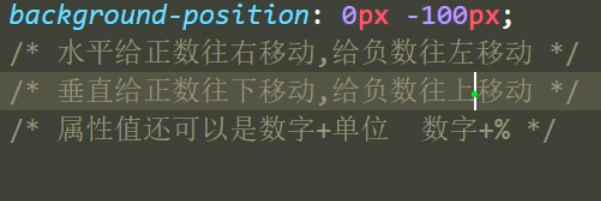 background-position: 0px -100px;
/* 水平给正数往右移动,给负数往左移动 */
/* 垂直给正数往下移动,给负数往上移动 */
/* 属性值还可以是数字+单位  数字+% */